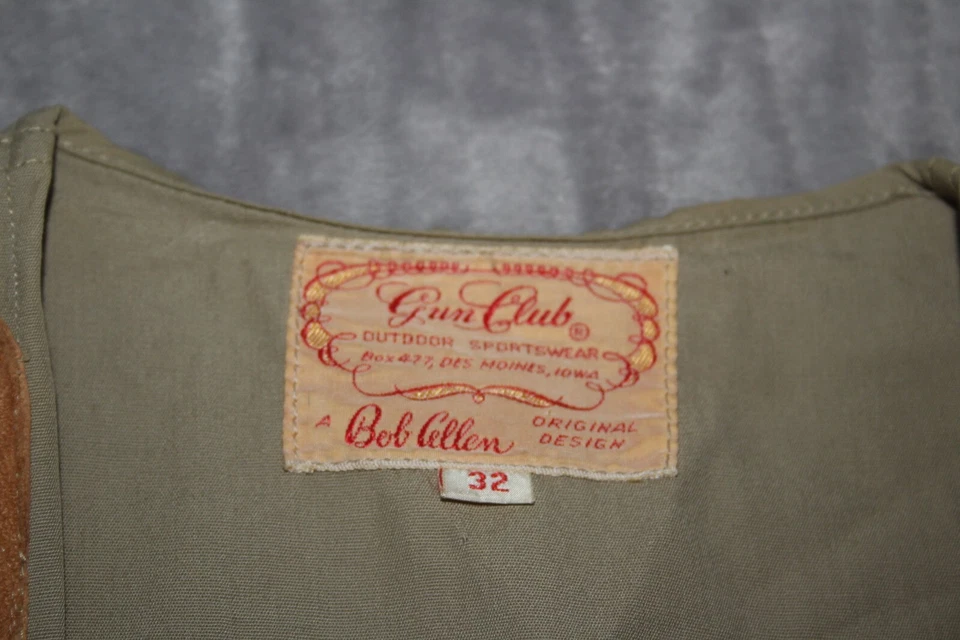 Gun Club ®
OUTDOOR SPORTSWEAR
Box 477, DES MOINES, IOWA
A Bob Allen ORIGINAL
DESIGN
32